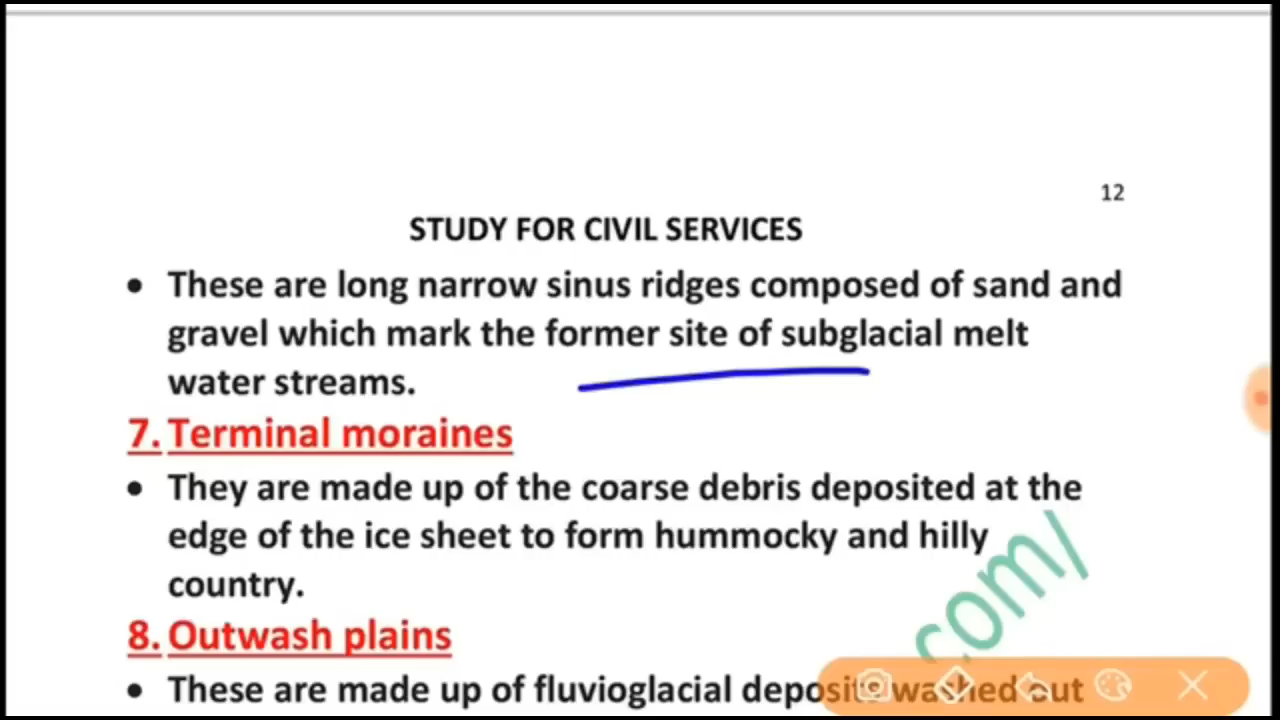 12
STUDY FOR CIVIL SERVICES
• These are long narrow sinus ridges composed of sand and
gravel which mark the former site of subglacial melt
water streams.
7. Terminal moraines
• They are made up of the coarse debris deposited at the
edge of the ice sheet to form hummocky and hilly
country.
8. Outwash plains
• These are made up of fluvioglacial deposits washed out
com/